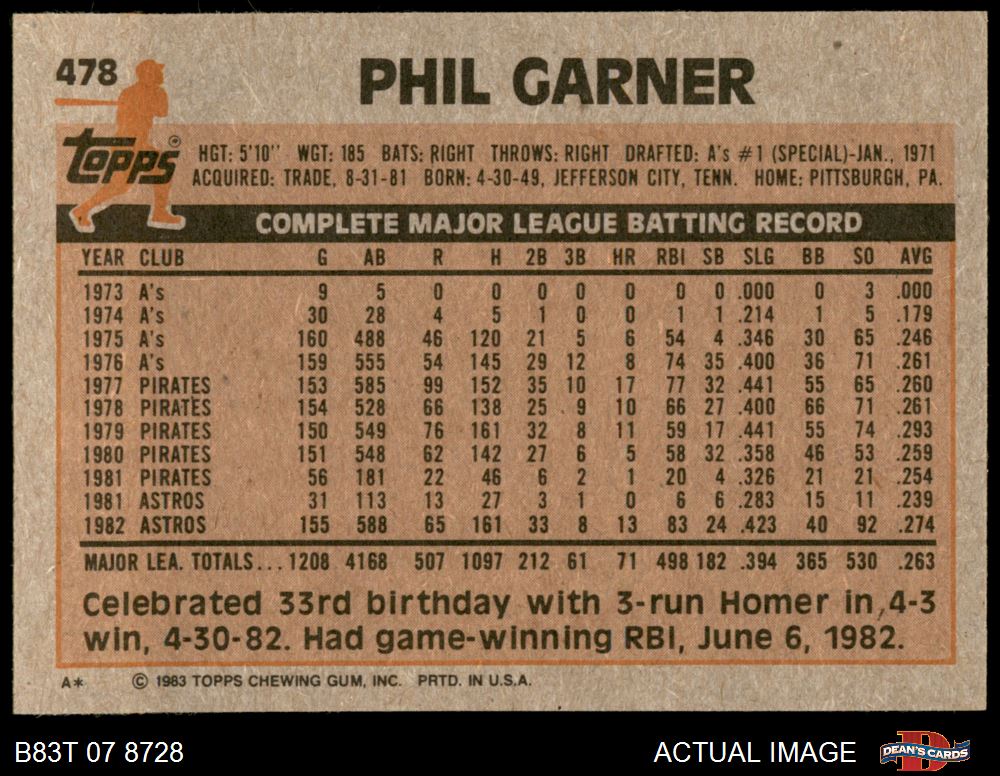 478
PHIL GARNER
Topps®
HGT: 5'10" WGT: 185 BATS: RIGHT THROWS: RIGHT DRAFTED: A's #1 (SPECIAL)-JAN., 1971
ACQUIRED: TRADE, 8-31-81 BORN: 4-30-49, JEFFERSON CITY, TENN. HOME: PITTSBURGH, PA.
COMPLETE MAJOR LEAGUE BATTING RECORD
YEAR CLUB G AB R H 2B 3B HR RBI SB SLG BB SO AVG
1973 A's 9 5 0 0 0 0 0 0 0 .000 0 3 .000
1974 A's 30 28 4 5 1 0 0 1 1 .214 1 5 .179
1975 A's 160 488 46 120 21 5 6 54 4 .346 30 65 .246
1976 A's 159 555 54 145 29 12 8 74 35 .400 36 71 .261
1977 PIRATES 153 585 99 152 35 10 17 77 32 .441 55 65 .260
1978 PIRATES 154 528 66 138 25 9 10 66 27 .400 66 71 .261
1979 PIRATES 150 549 76 161 32 8 11 59 17 .441 55 74 .293
1980 PIRATES 151 548 62 142 27 6 5 58 32 .358 46 53 .259
1981 PIRATES 56 181 22 46 6 2 1 20 4 .326 21 21 .254
1981 ASTROS 31 113 13 27 3 1 0 6 6 .283 15 11 .239
1982 ASTROS 155 588 65 161 33 8 13 83 24 .423 40 92 .274
MAJOR LEA. TOTALS... 1208 4168 507 1097 212 61 71 498 182 .394 365 530 .263
Celebrated 33rd birthday with 3-run Homer in 4-3
win, 4-30-82. Had game-winning RBI, June 6, 1982.
A* © 1983 TOPPS CHEWING GUM, INC. PRTD. IN U.S.A.
B83T 07 8728 ACTUAL IMAGE D DEAN'S CARDS